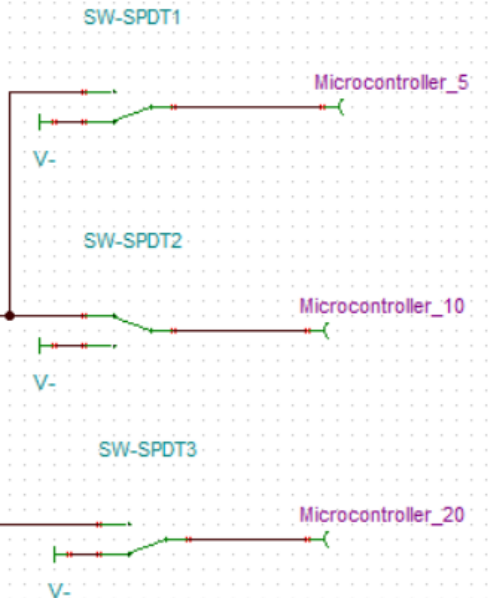 SW-SPDT1
Microcontroller_5
V-
SW-SPDT2
Microcontroller_10
V-
SW-SPDT3
Microcontroller_20
V-